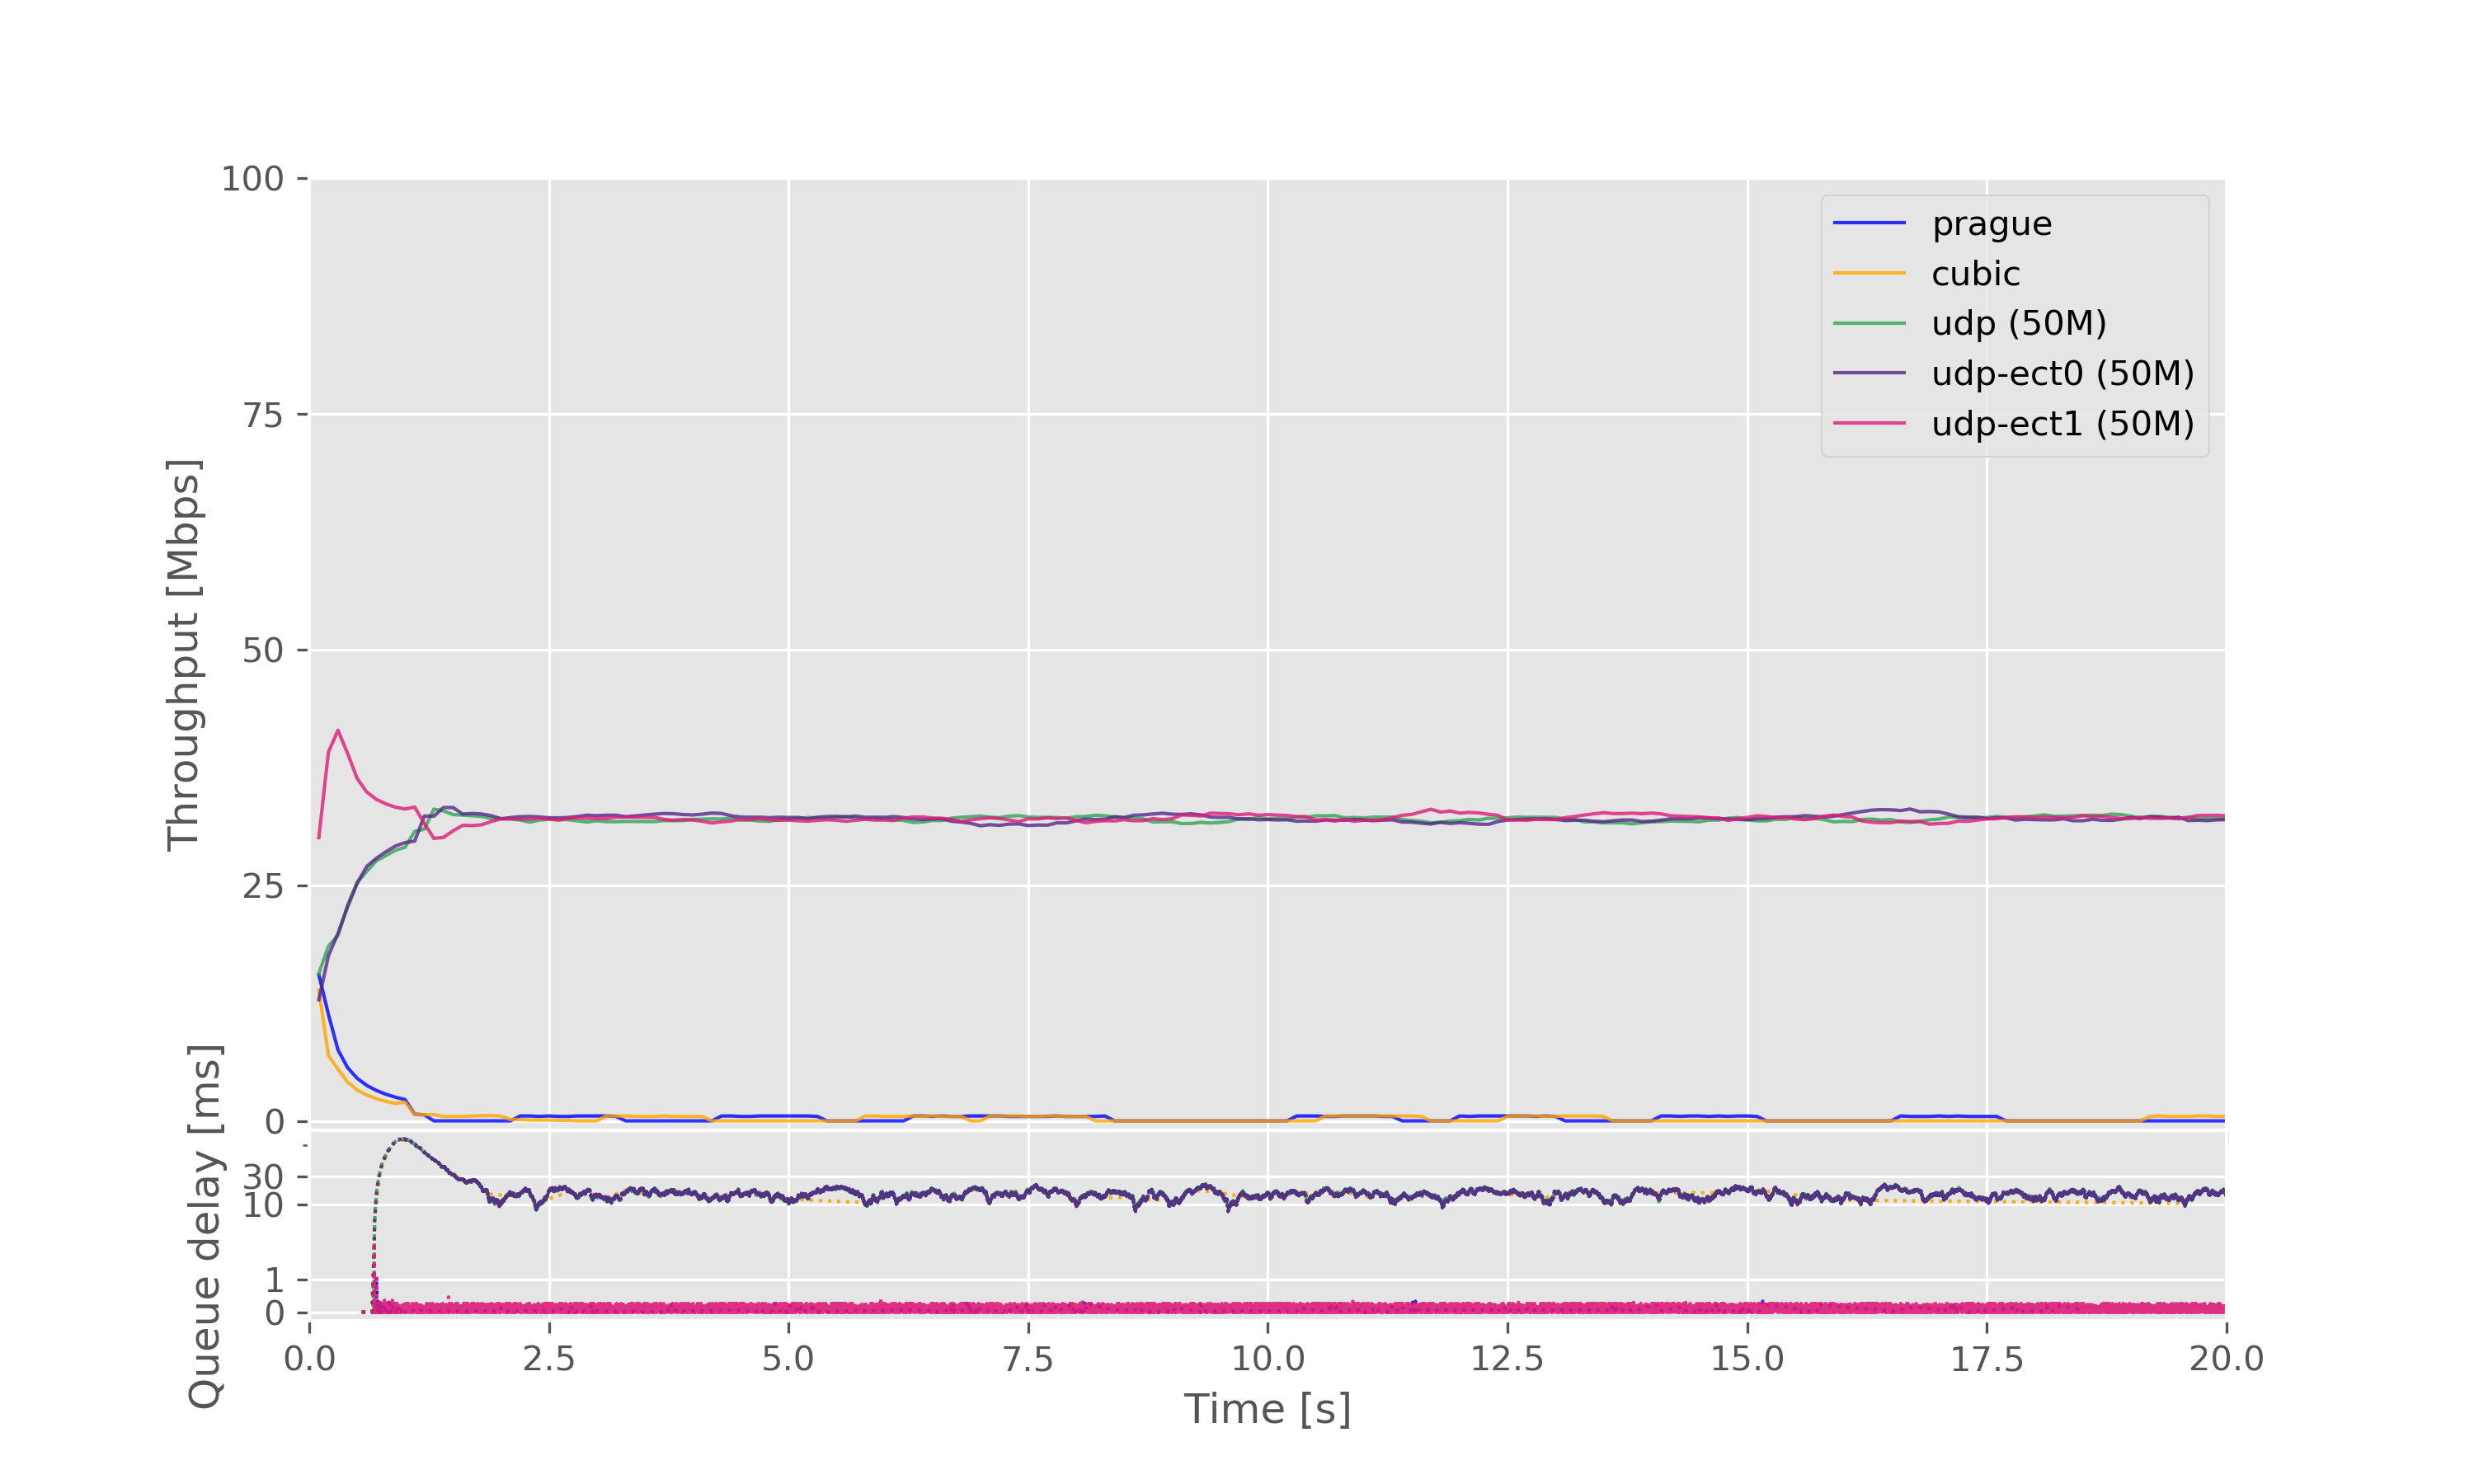 100
75
50
25
0
Throughput [Mbps]
prague
cubic
udp (50M)
udp-ect0 (50M)
udp-ect1 (50M)
30
10
1
0
Queue delay [ms]
0.0 2.5 5.0 7.5 10.0 12.5 15.0 17.5 20.0
Time [s]